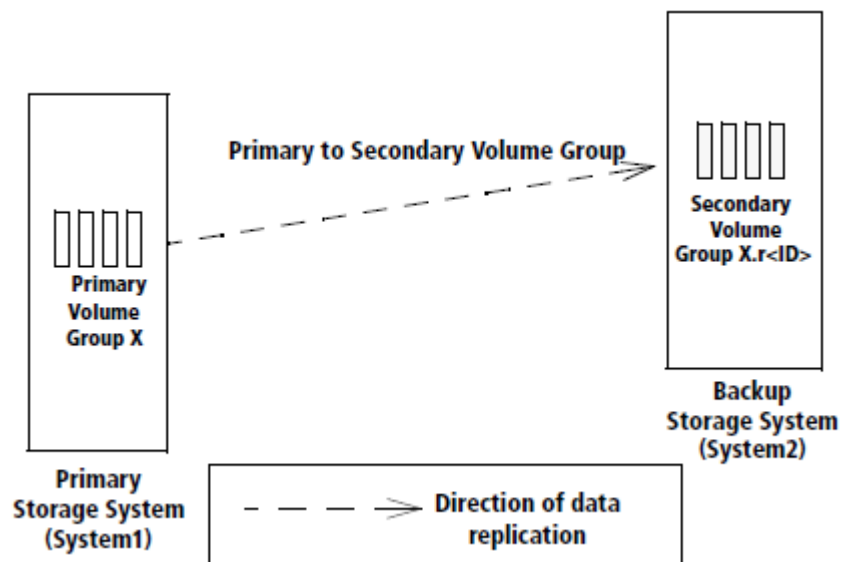 Primary to Secondary Volume Group
Primary
Volume
Group X
Secondary
Volume
Group X.r<ID>
Primary
Storage System
(System1)
Backup
Storage System
(System2)
Direction of data
replication